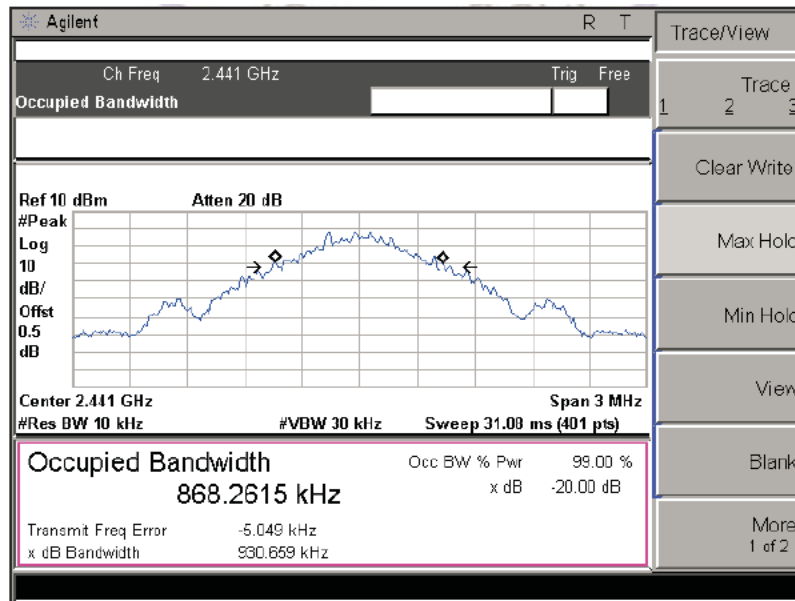 Agilent R T
Trace/View
Ch Freq 2.441 GHz Trig Free
Occupied Bandwidth
Trace
1 2 3
Clear Write
Max Hold
Min Hold
View
Blank
More
1 of 2
Ref 10 dBm Atten 20 dB
#Peak
Log
10
dB/
Offst
0.5
dB
Center 2.441 GHz Span 3 MHz
#Res BW 10 kHz #VBW 30 kHz Sweep 31.08 ms (401 pts)
Occupied Bandwidth
868.2615 kHz
Occ BW % Pwr 99.00 %
x dB -20.00 dB
Transmit Freq Error -5.049 kHz
x dB Bandwidth 930.659 kHz